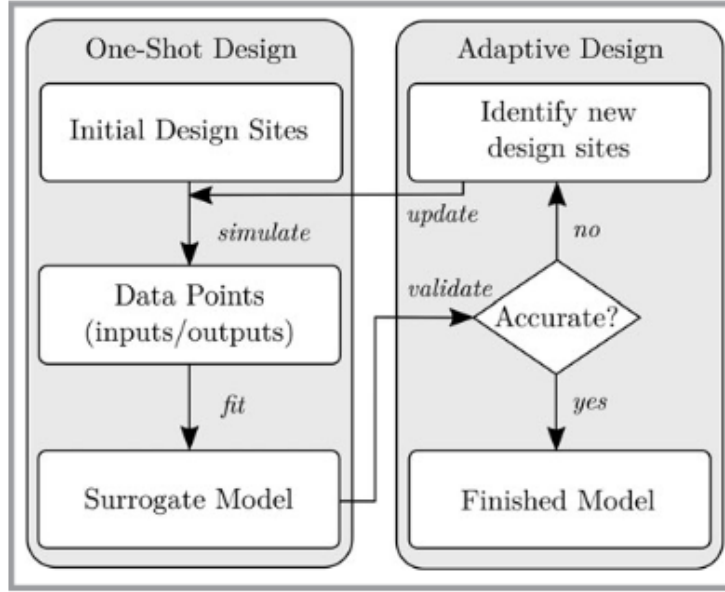 One-Shot Design
Initial Design Sites
simulate
Data Points
(inputs/outputs)
fit
Surrogate Model
Adaptive Design
Identify new
design sites
update
no
validate
Accurate?
yes
Finished Model